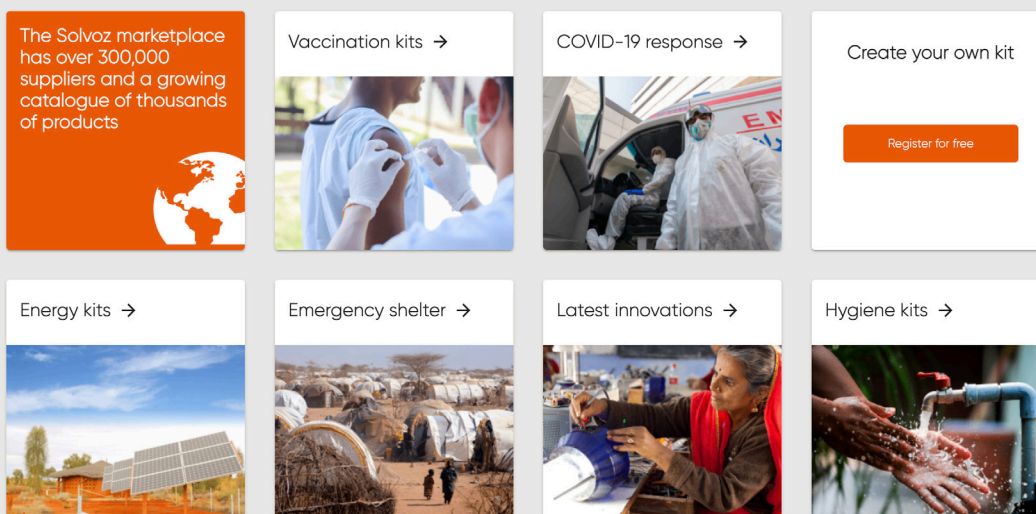 The Solvoz marketplace
has over 300,000
suppliers and a growing
catalogue of thousands
of products
Vaccination kits →
COVID-19 response →
Create your own kit
Register for free
Energy kits →
Emergency shelter →
Latest innovations →
Hygiene kits →